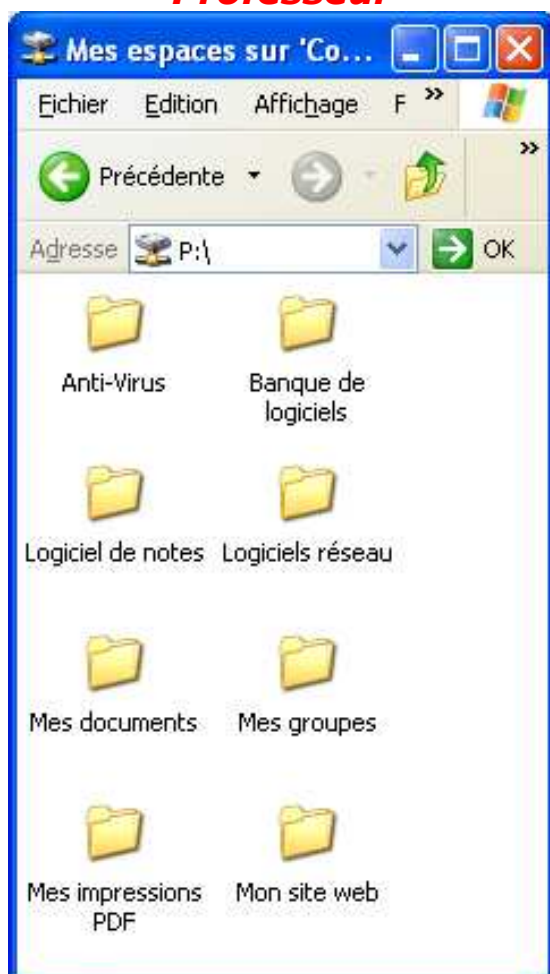 Professeur
Mes espaces sur 'Co...
Fichier Edition Affichage F »
Précédente »
Adresse P:\ OK
Anti-Virus Banque de
logiciels
Logiciel de notes Logiciels réseau
Mes documents Mes groupes
Mes impressions Mon site web
PDF